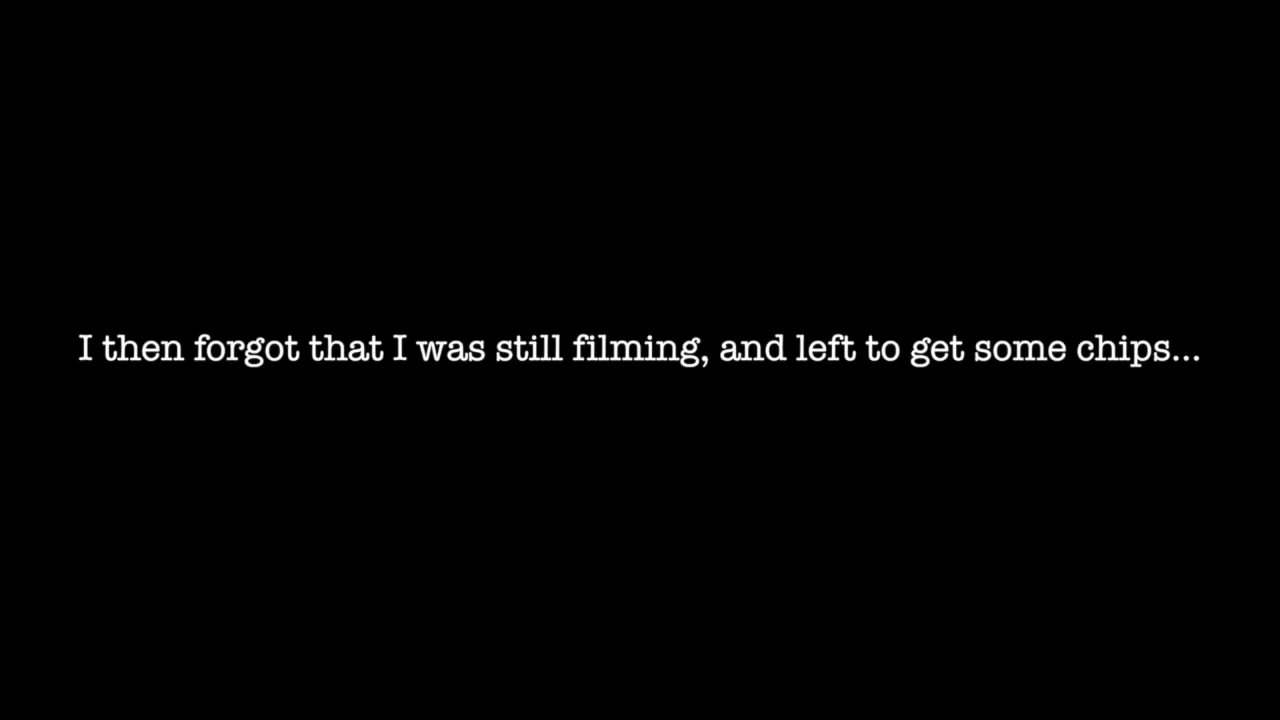 I then forgot that I was still filming, and left to get some chips...